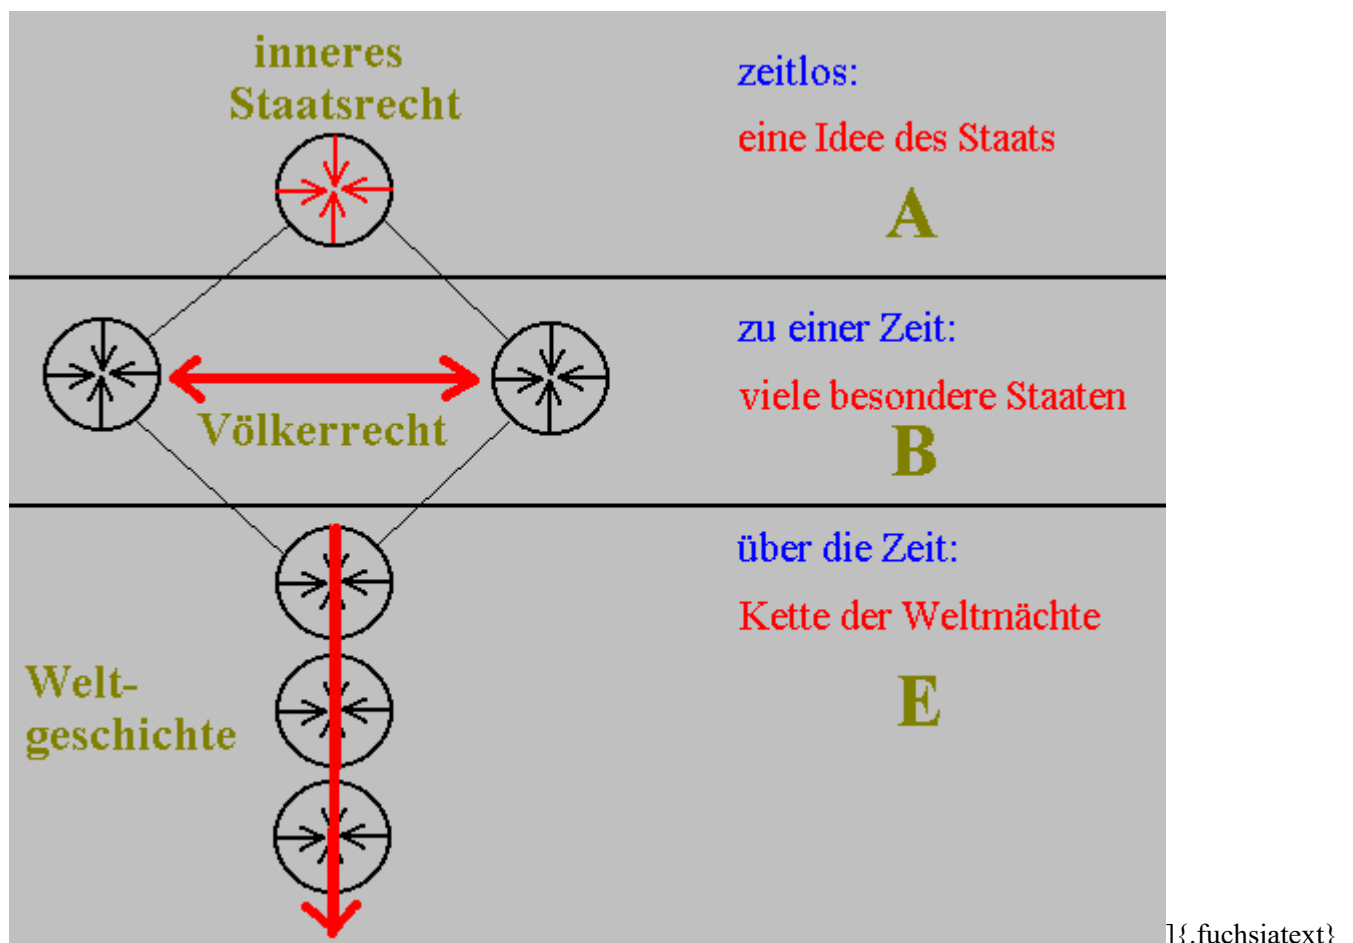 inneres
Staatsrecht
zeitlos:
eine Idee des Staats
A
zu einer Zeit:
viele besondere Staaten
Völkerrecht
B
über die Zeit:
Kette der Weltmächte
Welt-
geschichte
E
]{.fuchsiatext}